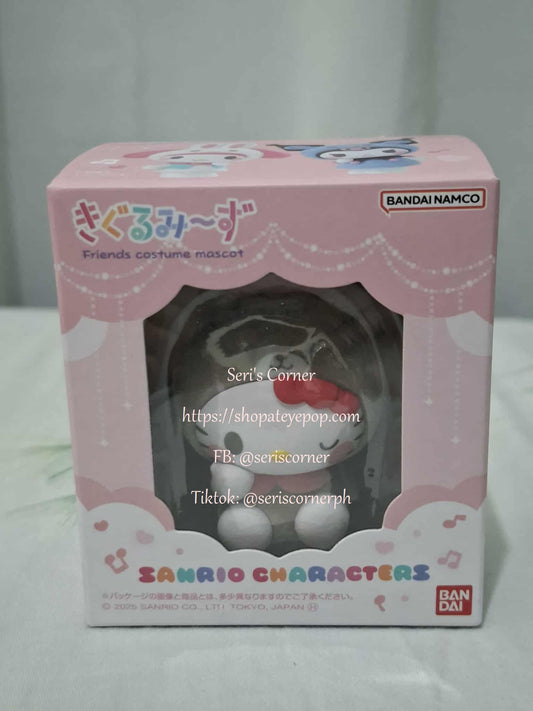 BANDAI NAMCO
きぐるみ〜ず
Friends costume mascot
Seri's Corner
https://shopateyepop.com
FB: @seriscorner
Tiktok: @seriscornerph
SANRIO CHARACTERS
※パッケージの画像と商品とは、多少異なりますのでご了承ください。
© 2025 SANRIO CO., LTD. TOKYO, JAPAN Ⓗ
BAN
DAI